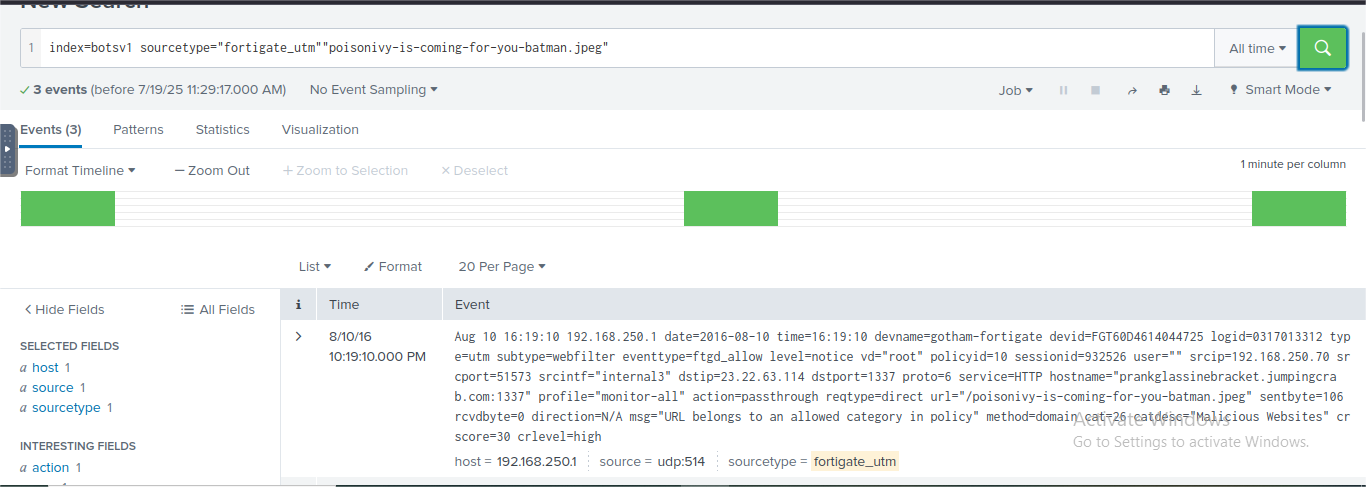 New Search
1 index=botsv1 sourcetype="fortigate_utm""poisonivy-is-coming-for-you-batman.jpeg" All time
3 events (before 7/19/25 11:29:17.000 AM) No Event Sampling Job Smart Mode
Events (3) Patterns Statistics Visualization
Format Timeline — Zoom Out + Zoom to Selection × Deselect 1 minute per column
List Format 20 Per Page
< Hide Fields All Fields i Time Event
SELECTED FIELDS
a host 1
a source 1
a sourcetype 1
INTERESTING FIELDS
a action 1
> 8/10/16
10:19:10.000 PM
Aug 10 16:19:10 192.168.250.1 date=2016-08-10 time=16:19:10 devname=gotham-fortigate devid=FGT60D4614044725 logid=0317013312 typ
e=utm subtype=webfilter eventtype=ftgd_allow level=notice vd="root" policyid=10 sessionid=932526 user="" srcip=192.168.250.70 sr
cport=51573 srcintf="internal3" dstip=23.22.63.114 dstport=1337 proto=6 service=HTTP hostname="prankglassinebracket.jumpingcra
b.com:1337" profile="monitor-all" action=passthrough reqtype=direct url="/poisonivy-is-coming-for-you-batman.jpeg" sentbyte=106
rcvdbyte=0 direction=N/A msg="URL belongs to an allowed category in policy" method=domain cat=26 catdesc="Malicious Websites" cr
score=30 crlevel=high
host = 192.168.250.1 source = udp:514 sourcetype = fortigate_utm
Activate Windows
Go to Settings to activate Windows.